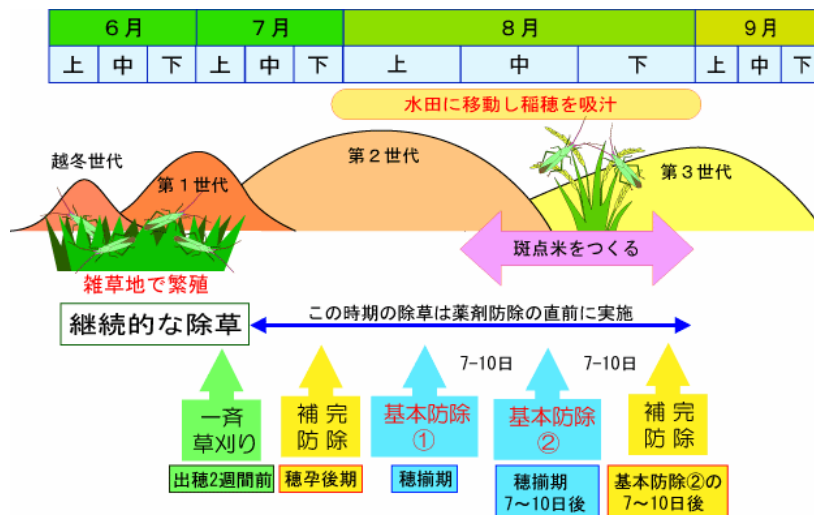 6月 7月 8月 9月
上 中 下 上 中 下 上 中 下 上 中 下
水田に移動し稲穂を吸汁
越冬世代
第１世代
第２世代
第３世代
斑点米をつくる
雑草地で繁殖
継続的な除草
この時期の除草は薬剤防除の直前に実施
7-10日
7-10日
一斉
草刈り
補完
防除
基本防除
①
基本防除
②
補完
防除
出穂2週間前
穂孕後期
穂揃期
穂揃期
7～10日後
基本防除②の
7～10日後